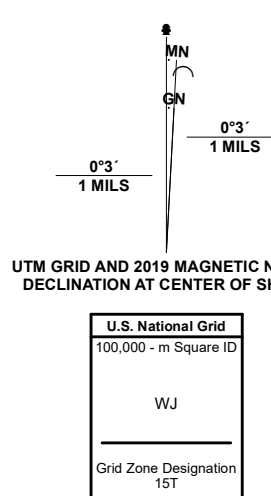 MN
GN
0°3´
1 MILS
0°3´
1 MILS
UTM GRID AND 2019 MAGNETIC N
DECLINATION AT CENTER OF SH
U.S. National Grid
100,000 - m Square ID
WJ
Grid Zone Designation
15T